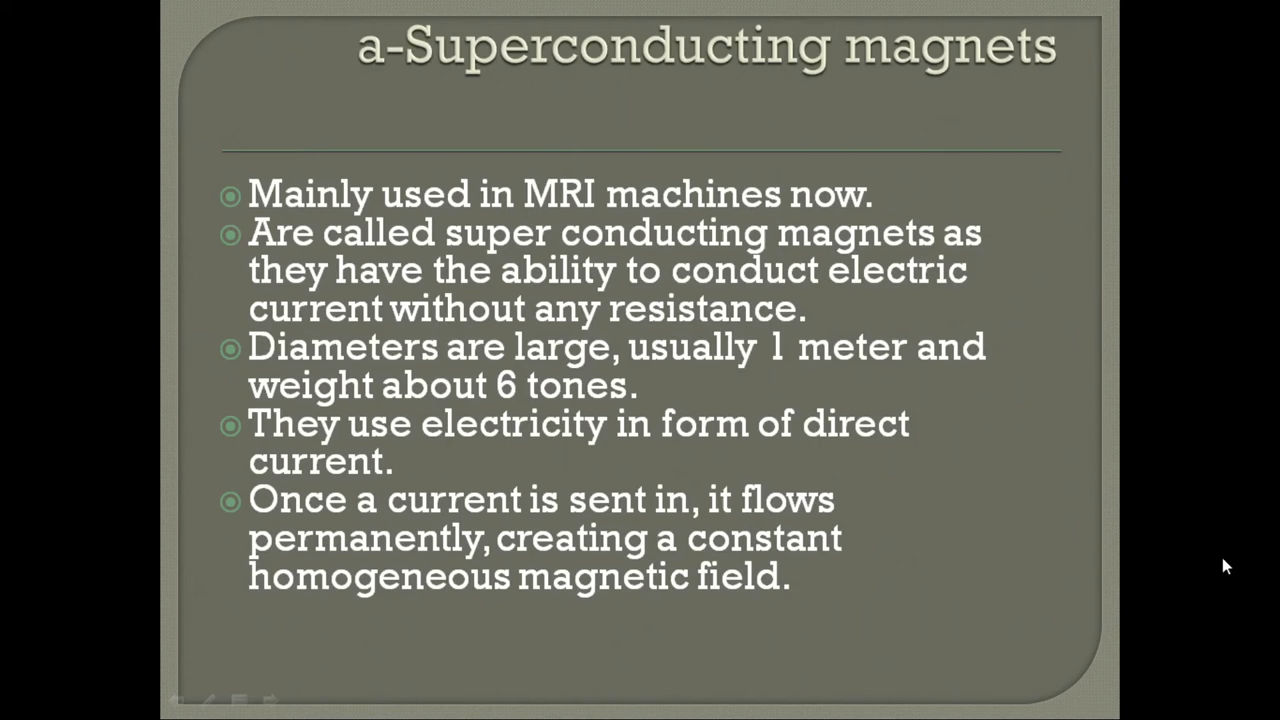 a-Superconducting magnets
Mainly used in MRI machines now.
Are called super conducting magnets as
they have the ability to conduct electric
current without any resistance.
Diameters are large, usually 1 meter and
weight about 6 tones.
They use electricity in form of direct
current.
Once a current is sent in, it flows
permanently, creating a constant
homogeneous magnetic field.